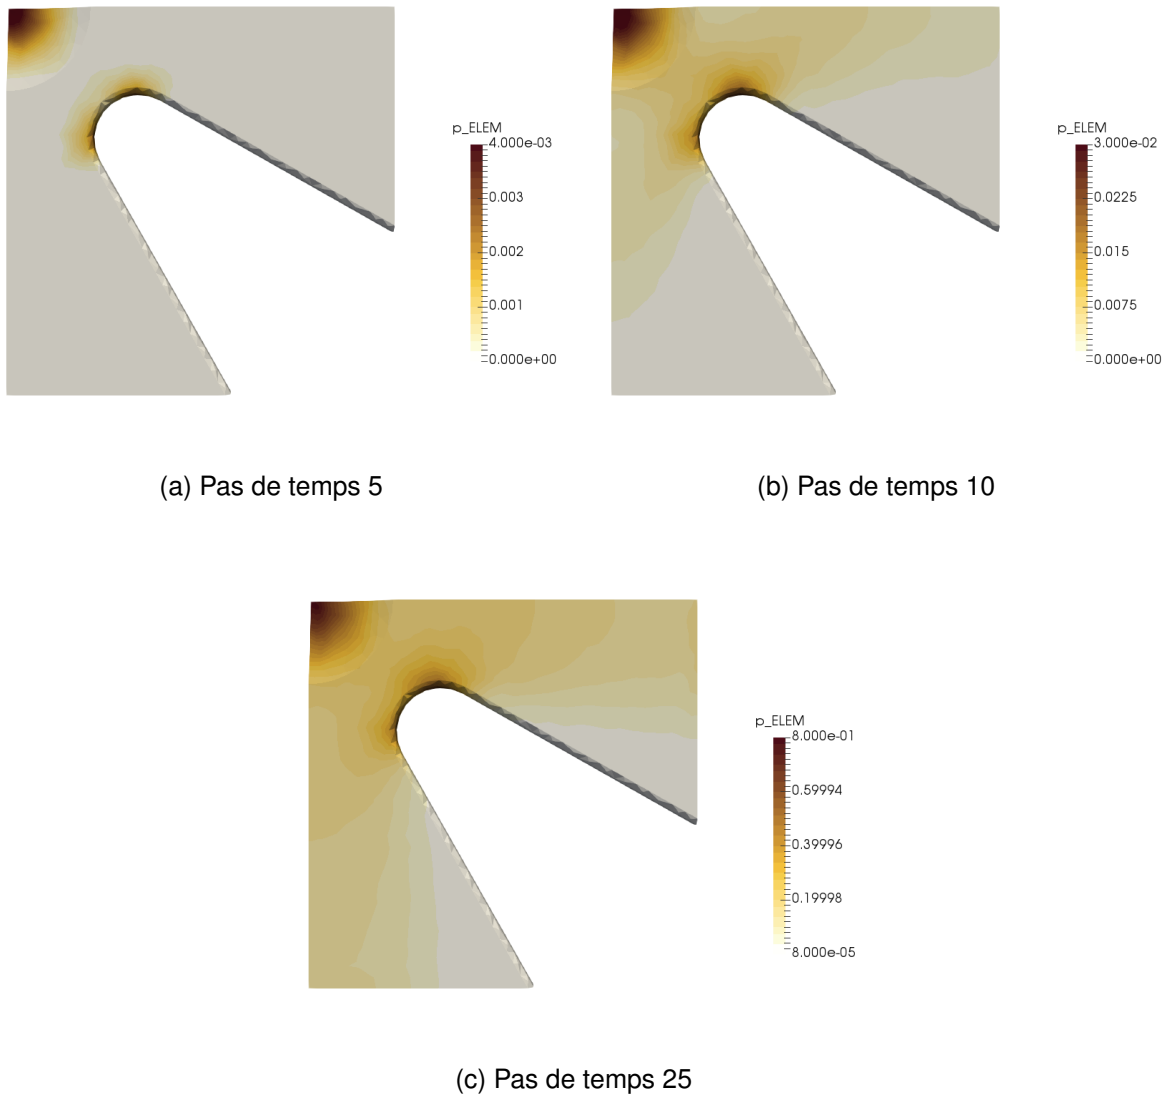 p_ELEM
4.000e-03
0.003
0.002
0.001
0.000e+00
p_ELEM
3.000e-02
0.0225
0.015
0.0075
0.000e+00
(a) Pas de temps 5
(b) Pas de temps 10
p_ELEM
8.000e-01
0.59994
0.39996
0.19998
8.000e-05
(c) Pas de temps 25